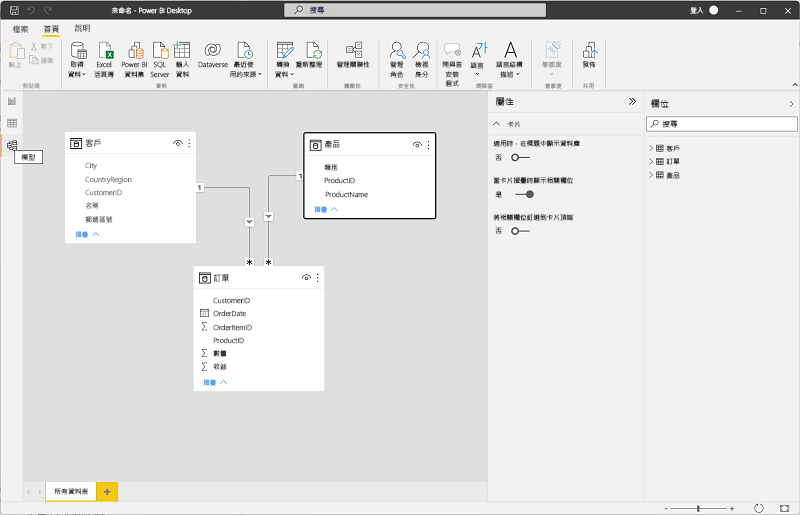 未命名 - Power BI Desktop
搜尋
登入
檔案 首頁 說明
貼上
剪下
複製
剪貼簿
取得
資料
Excel
活頁簿
Power BI
資料集
SQL
Server
輸入
資料
Dataverse
最近使
用的來源
資料
轉換
資料
重新整理
查詢
管理關聯性
關聯性
管理
角色
檢視
身分
安全性
問與答
安裝
程式
語言
語言結構
描述
問與答
敏感度
敏感度
發佈
共用
模型
客戶
City
CountryRegion
CustomerID
名稱
郵遞區號
摺疊
1
產品
類別
ProductID
ProductName
摺疊
1
*
*
訂單
CustomerID
OrderDate
OrderItemID
ProductID
數量
收益
摺疊
屬性
卡片
適用時，在標題中顯示資料庫
否
當卡片摺疊時顯示相關欄位
是
將相關欄位釘選到卡片頂端
否
欄位
搜尋
客戶
訂單
產品
所有資料表